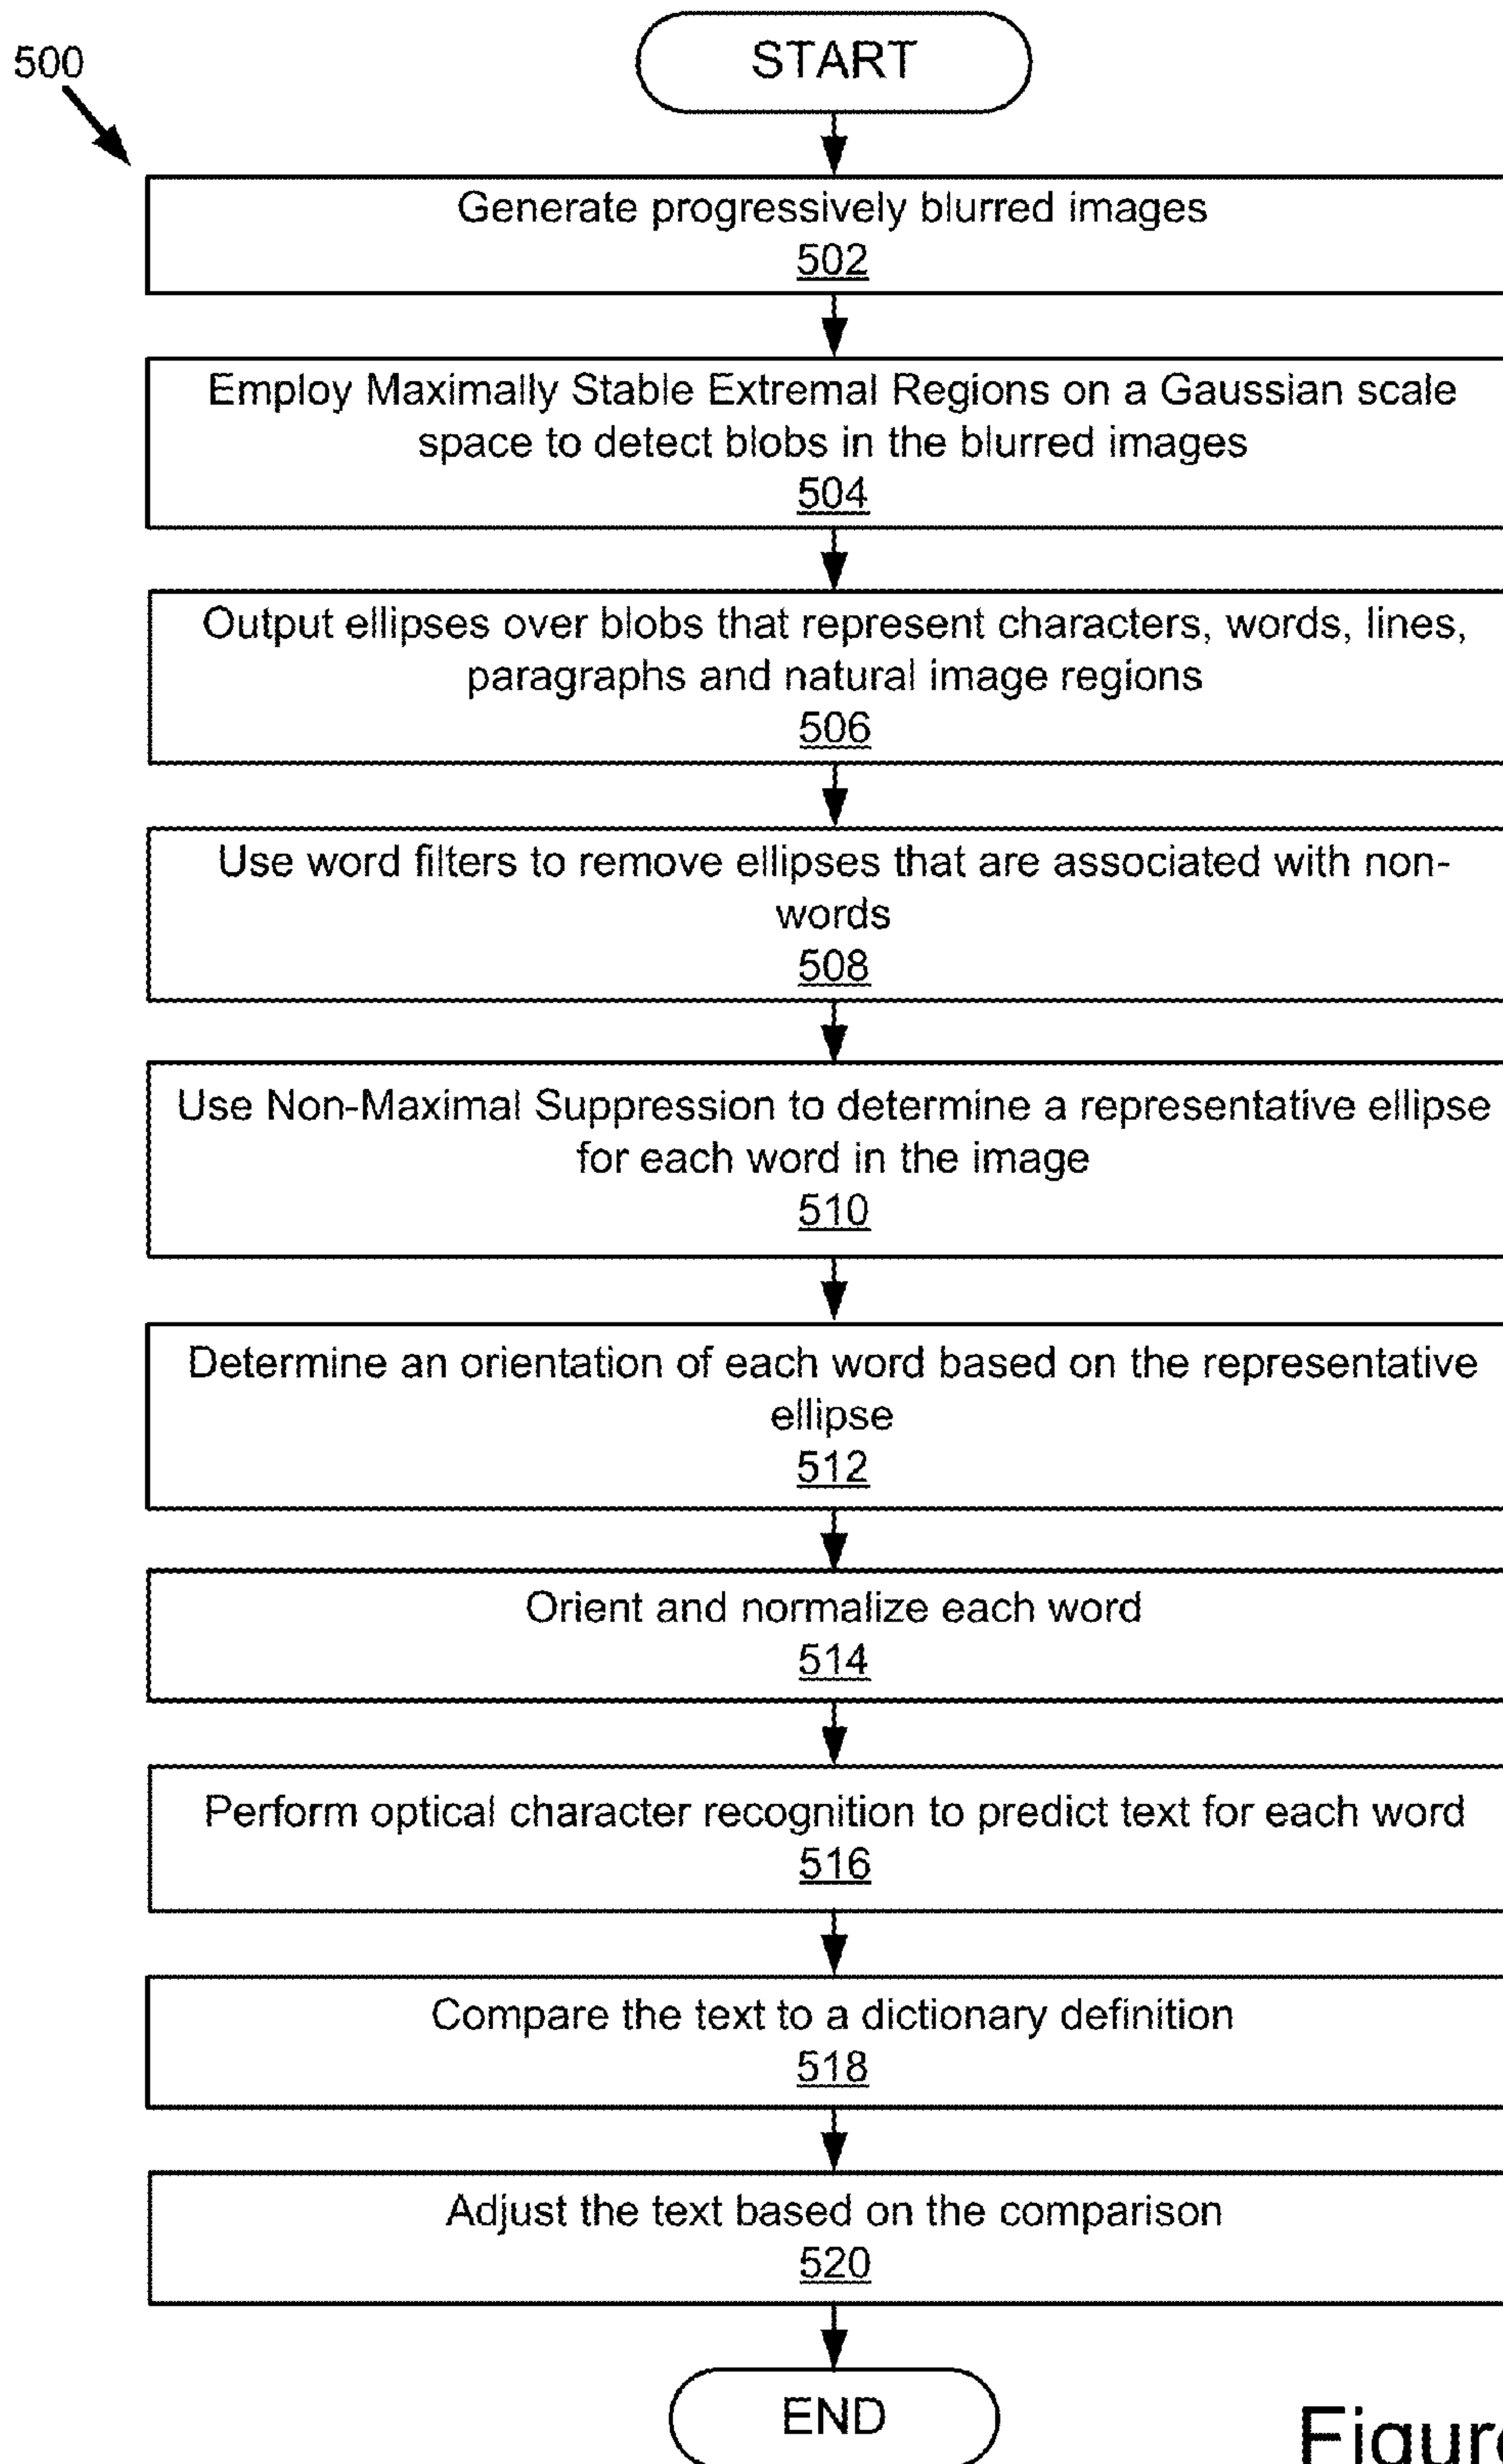 500
START
Generate progressively blurred images
502
Employ Maximally Stable Extremal Regions on a Gaussian scale
space to detect blobs in the blurred images
504
Output ellipses over blobs that represent characters, words, lines,
paragraphs and natural image regions
506
Use word filters to remove ellipses that are associated with non-
words
508
Use Non-Maximal Suppression to determine a representative ellipse
for each word in the image
510
Determine an orientation of each word based on the representative
ellipse
512
Orient and normalize each word
514
Perform optical character recognition to predict text for each word
516
Compare the text to a dictionary definition
518
Adjust the text based on the comparison
520
END
Figure